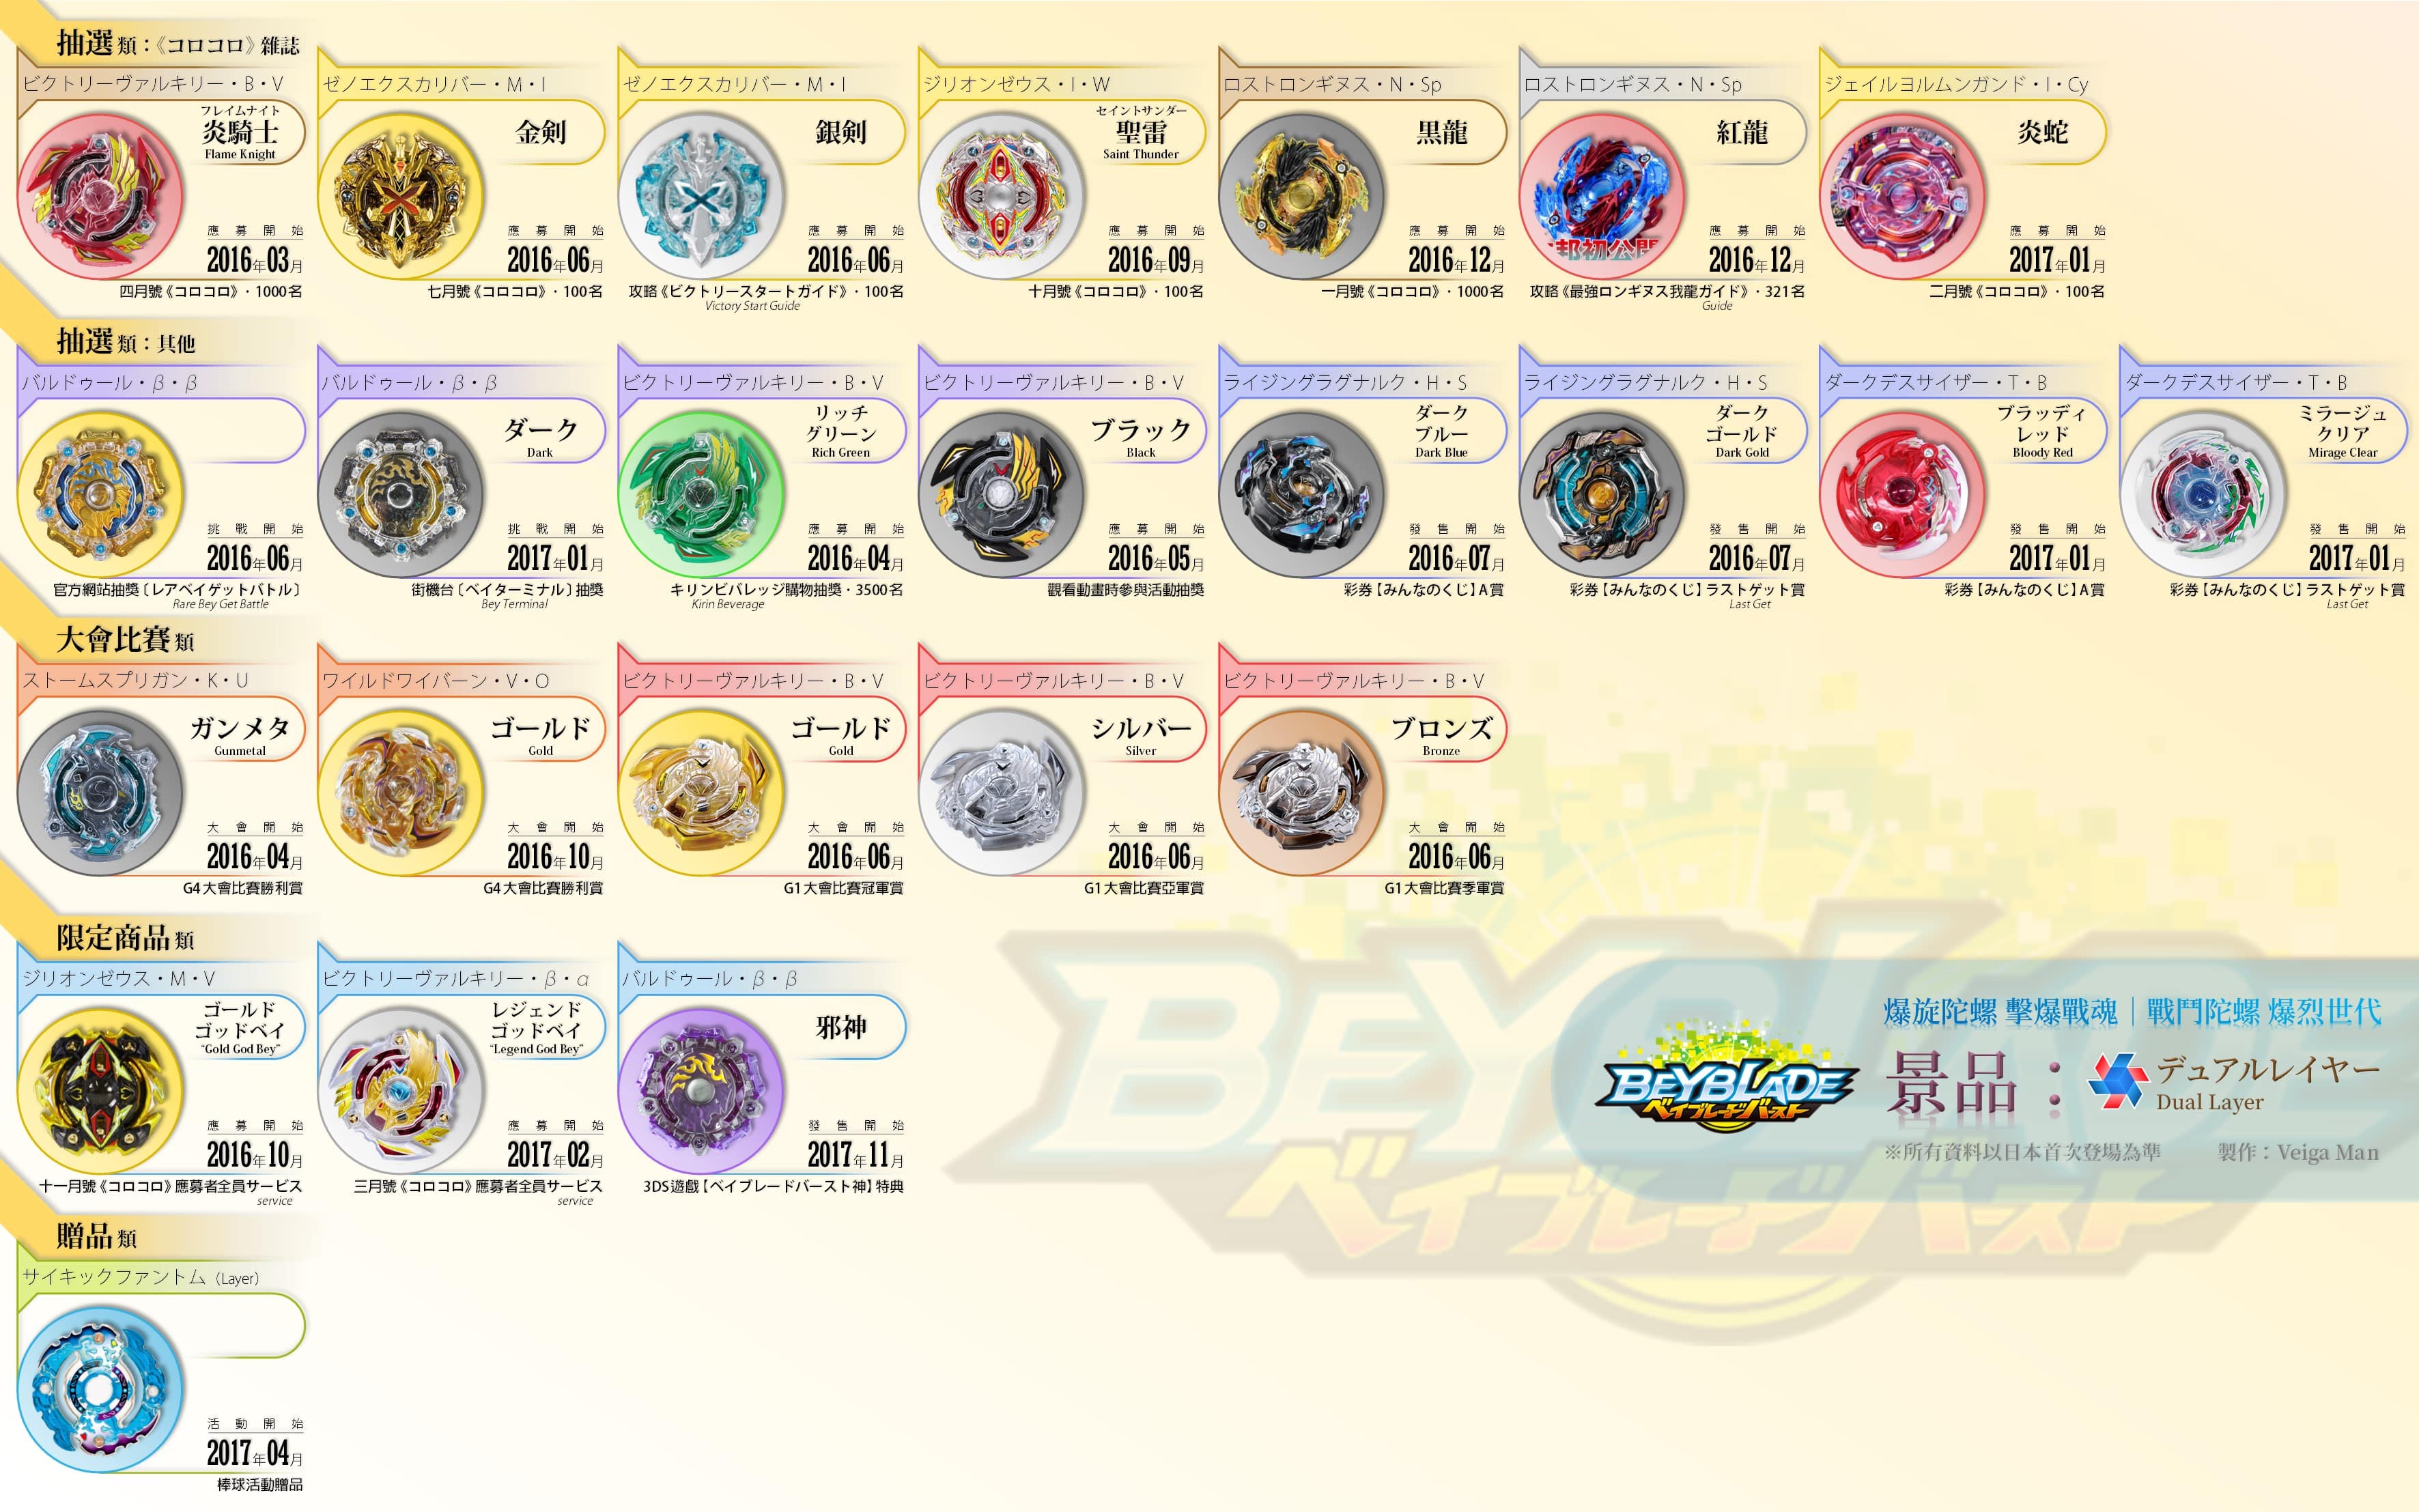 抽選 類：《コロコロ》雜誌
ビクトリーヴァルキリー・B・V
フレイムナイト
炎騎士
Flame Knight
應募開始
2016年03月
四月號《コロコロ》・1000名
ゼノエクスカリバー・M・I
金剣
應募開始
2016年06月
七月號《コロコロ》・100名
ゼノエクスカリバー・M・I
銀剣
應募開始
2016年06月
攻略《ビクトリースタートガイド》・100名
Victory Start Guide
ジリオンゼウス・I・W
セイントサンダー
聖雷
Saint Thunder
應募開始
2016年09月
十月號《コロコロ》・100名
ロストロンギヌス・N・Sp
黒龍
應募開始
2016年12月
一月號《コロコロ》・1000名
ロストロンギヌス・N・Sp
紅龍
邦初公開
應募開始
2016年12月
攻略《最強ロンギヌス我龍ガイド》・321名
Guide
ジェイルヨルムンガンド・I・Cy
炎蛇
應募開始
2017年01月
二月號《コロコロ》・100名
抽選 類：其他
バルドゥール・β・β
挑戰開始
2016年06月
官方網站抽獎〔レアベイゲットバトル〕
Rare Bey Get Battle
バルドゥール・β・β
ダーク
Dark
挑戰開始
2017年01月
街機台〔ベイターミナル〕抽獎
Bey Terminal
ビクトリーヴァルキリー・B・V
リッチ
グリーン
Rich Green
應募開始
2016年04月
キリンビバレッジ購物抽獎・3500名
Kirin Beverage
ビクトリーヴァルキリー・B・V
ブラック
Black
應募開始
2016年05月
觀看動畫時參與活動抽獎
ライジングラグナルク・H・S
ダーク
ブルー
Dark Blue
發售開始
2016年07月
彩券【みんなのくじ】A賞
ライジングラグナルク・H・S
ダーク
ゴールド
Dark Gold
發售開始
2016年07月
彩券【みんなのくじ】ラストゲット賞
Last Get
ダークデスサイザー・T・B
ブラッディ
レッド
Bloody Red
發售開始
2017年01月
彩券【みんなのくじ】A賞
ダークデスサイザー・T・B
ミラージュ
クリア
Mirage Clear
發售開始
2017年01月
彩券【みんなのくじ】ラストゲット賞
Last Get
大會比賽 類
ストームスプリガン・K・U
ガンメタ
Gunmetal
大會開始
2016年04月
G4大會比賽勝利賞
ワイルドワイバーン・V・O
ゴールド
Gold
大會開始
2016年10月
G4大會比賽勝利賞
ビクトリーヴァルキリー・B・V
ゴールド
Gold
大會開始
2016年06月
G1大會比賽冠軍賞
ビクトリーヴァルキリー・B・V
シルバー
Silver
大會開始
2016年06月
G1大會比賽亞軍賞
ビクトリーヴァルキリー・B・V
ブロンズ
Bronze
大會開始
2016年06月
G1大會比賽季軍賞
限定商品 類
ジリオンゼウス・M・V
ゴールド
ゴッドベイ
“Gold God Bey”
應募開始
2016年10月
十一月號《コロコロ》應募者全員サービス
service
ビクトリーヴァルキリー・β・α
レジェンド
ゴッドベイ
“Legend God Bey”
應募開始
2017年02月
三月號《コロコロ》應募者全員サービス
service
バルドゥール・β・β
邪神
發售開始
2017年11月
3DS遊戲【ベイブレードバースト神】特典
贈品 類
サイキックファントム（Layer）
活動開始
2017年04月
棒球活動贈品
BEYBLADE
ベイブレードバースト
BEYBLADE
ベイブレードバースト
爆旋陀螺 擊爆戰魂｜戰鬥陀螺 爆烈世代
景品：
デュアルレイヤー
Dual Layer
※所有資料以日本首次登場為準
製作：Veiga Man